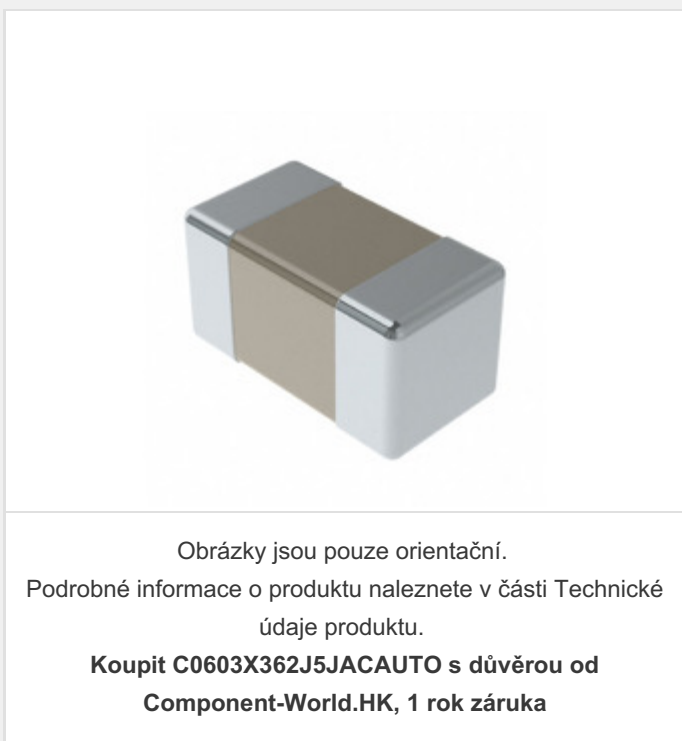 Obrázky jsou pouze orientační.
Podrobné informace o produktu naleznete v části Technické
údaje produktu.
Koupit C0603X362J5JACAUTO s důvěrou od
Component-World.HK, 1 rok záruka